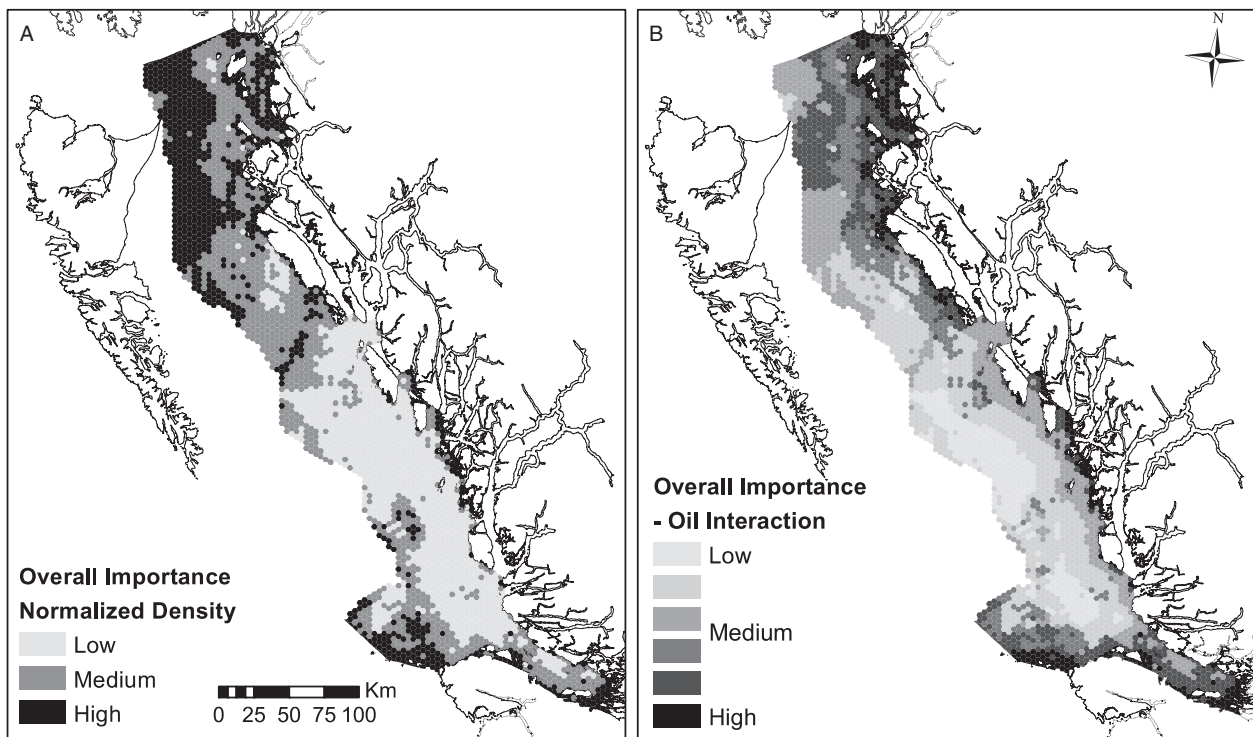 A
Overall Importance
Normalized Density
Low
Medium
High
Km
0 25 50 75 100
B
N
Overall Importance
- Oil Interaction
Low
Medium
High